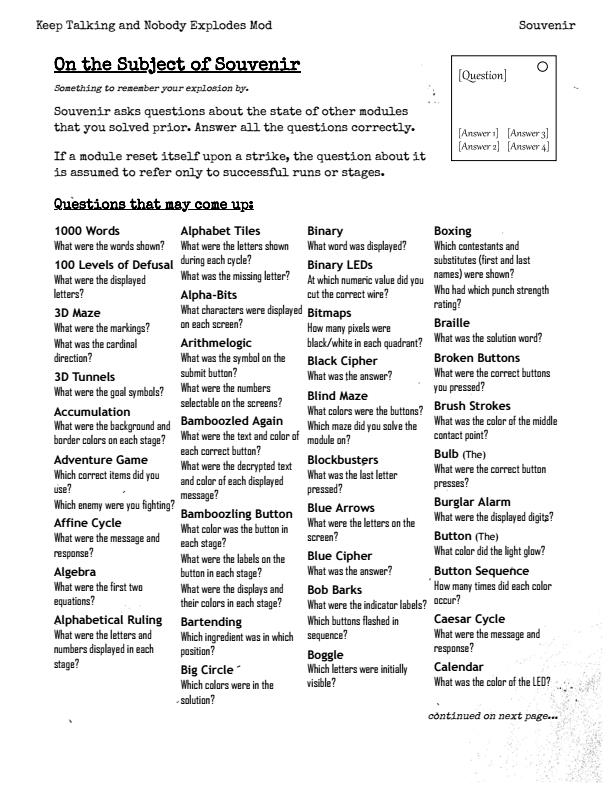 Keep Talking and Nobody Explodes Mod
Souvenir
On the Subject of Souvenir
Something to remember your explosion by.
Souvenir asks questions about the state of other modules
that you solved prior. Answer all the questions correctly.
If a module reset itself upon a strike, the question about it
is assumed to refer only to successful runs or stages.
[Question]
[Answer 1] [Answer 3]
[Answer 2] [Answer 4]
Questions that may come up:
1000 Words
What were the words shown?
100 Levels of Defusal
What were the displayed
letters?
3D Maze
What were the markings?
What was the cardinal
direction?
3D Tunnels
What were the goal symbols?
Accumulation
What were the background and
border colors on each stage?
Adventure Game
Which correct items did you
use?
Which enemy were you fighting?
Affine Cycle
What were the message and
response?
Algebra
What were the first two
equations?
Alphabetical Ruling
What were the letters and
numbers displayed in each
stage?
Alphabet Tiles
What were the letters shown
during each cycle?
What was the missing letter?
Alpha-Bits
What characters were displayed
on each screen?
Arithmelogic
What was the symbol on the
submit button?
What were the numbers
selectable on the screens?
Bamboozled Again
What were the text and color of
each correct button?
What were the decrypted text
and color of each displayed
message?
Bamboozling Button
What color was the button in
each stage?
What were the labels on the
button in each stage?
What were the displays and
their colors in each stage?
Bartending
Which ingredient was in which
position?
Big Circle
Which colors were in the
solution?
Binary
What word was displayed?
Binary LEDs
At which numeric value did you
cut the correct wire?
Bitmaps
How many pixels were
black/white in each quadrant?
Black Cipher
What was the answer?
Blind Maze
What colors were the buttons?
Which maze did you solve the
module on?
Blockbusters
What was the last letter
pressed?
Blue Arrows
What were the letters on the
screen?
Blue Cipher
What was the answer?
Bob Barks
What were the indicator labels?
Which buttons flashed in
sequence?
Boggle
Which letters were initially
visible?
Boxing
Which contestants and
substitutes (first and last
names) were shown?
Who had which punch strength
rating?
Braille
What was the solution word?
Broken Buttons
What were the correct buttons
you pressed?
Brush Strokes
What was the color of the middle
contact point?
Bulb (The)
What were the correct button
presses?
Burglar Alarm
What were the displayed digits?
Button (The)
What color did the light glow?
Button Sequence
How many times did each color
occur?
Caesar Cycle
What were the message and
response?
Calendar
What was the color of the LED?
continued on next page…